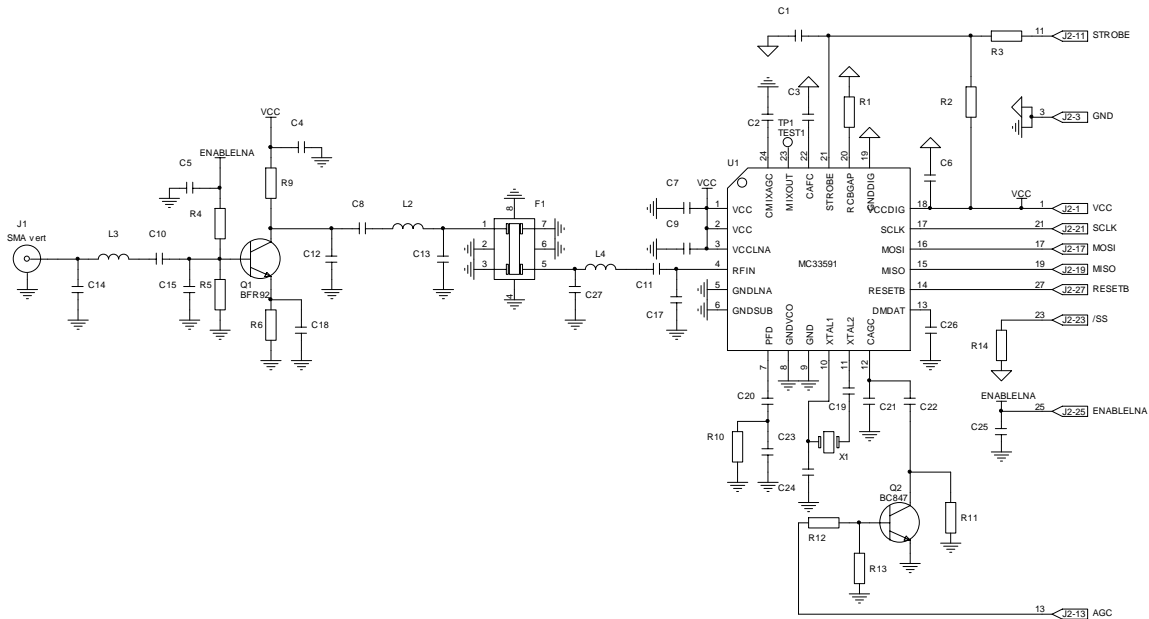 C1
11
J2-11
STROBE
R3
C3
R1
R2
3
J2-3
GND
VCC
C4
C2
TP1
TEST1
ENABLELNA
C5
24
23
22
21
20
19
C6
U1
R9
C7
VCC
CMIXAGC
MIXOUT
CAFC
STROBE
RCBGAP
GNDDIG
VCC
R4
C8
L2
F1
8
1
VCC
VCCDIG
18
1
J2-1
VCC
J1
SMA vert
L3
C10
1
7
C9
2
VCC
SCLK
17
21
J2-21
SCLK
2
6
3
VCCLNA
MOSI
16
17
J2-17
MOSI
C12
C13
3
5
L4
4
RFIN
MC33591
MISO
15
19
J2-19
MISO
C14
C15
R5
Q1
BFR92
4
C27
C11
5
GNDLNA
RESETB
14
27
J2-27
RESETB
C17
6
GNDSUB
DMDAT
13
R6
C18
C26
23
J2-23
/SS
PFD
GNDVCO
GND
XTAL1
XTAL2
CAGC
R14
7
8
9
10
11
12
C20
C19
C21
C22
ENABLELNA
25
J2-25
ENABLELNA
R10
C23
X1
C25
C24
Q2
BC847
R11
R12
R13
13
J2-13
AGC